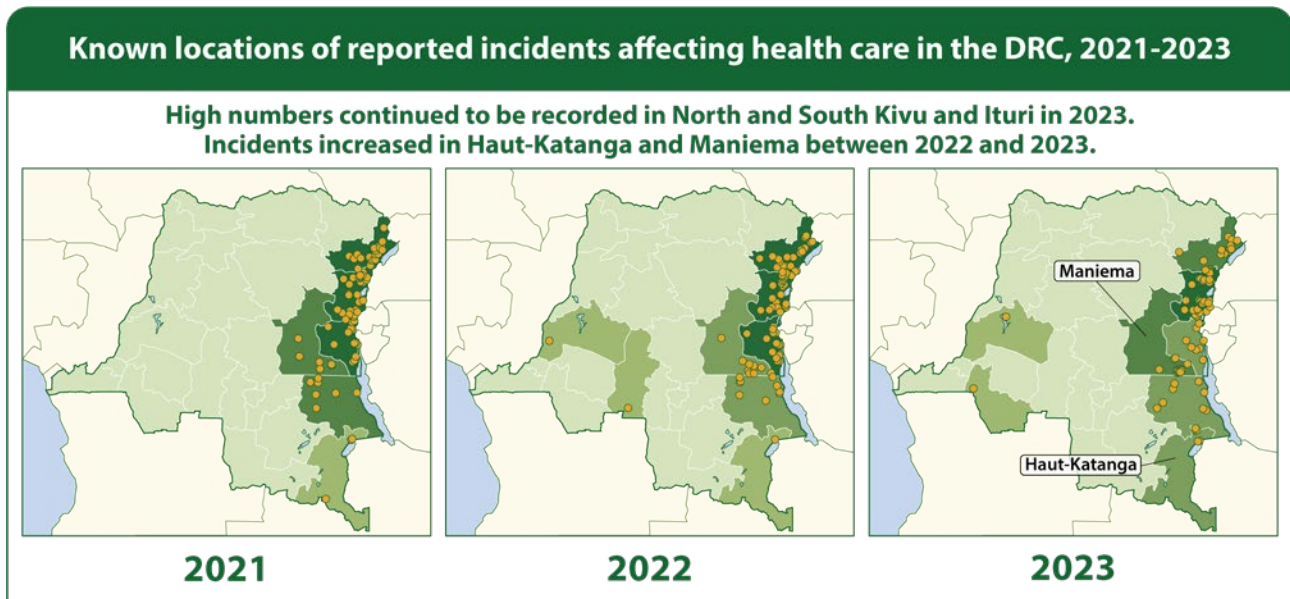 Known locations of reported incidents affecting health care in the DRC, 2021-2023
High numbers continued to be recorded in North and South Kivu and Ituri in 2023.
Incidents increased in Haut-Katanga and Maniema between 2022 and 2023.
Maniema
Haut-Katanga
2021
2022
2023